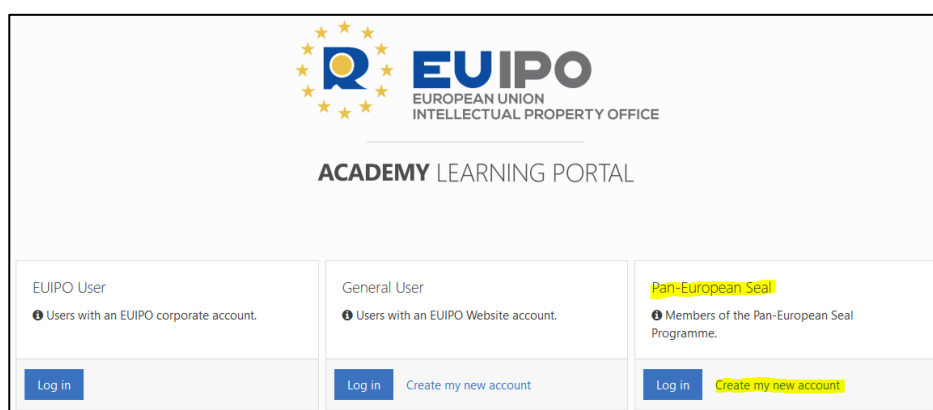 R
EUIPO
EUROPEAN UNION
INTELLECTUAL PROPERTY OFFICE
ACADEMY LEARNING PORTAL
EUIPO User
Users with an EUIPO corporate account.
Log in
General User
Users with an EUIPO Website account.
Log in Create my new account
Pan-European Seal
Members of the Pan-European Seal
Programme.
Log in Create my new account